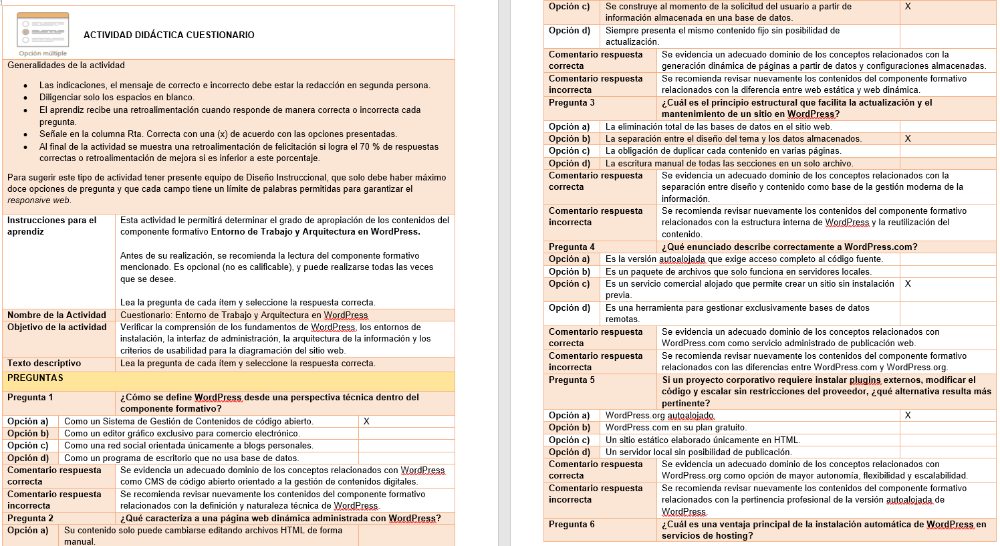 Opción múltiple
ACTIVIDAD DIDÁCTICA CUESTIONARIO
Generalidades de la actividad
• Las indicaciones, el mensaje de correcto e incorrecto debe estar la redacción en segunda persona.
• Diligenciar solo los espacios en blanco.
• El aprendiz recibe una retroalimentación cuando responde de manera correcta o incorrecta cada
pregunta.
• Señale en la columna Rta. Correcta con una (x) de acuerdo con las opciones presentadas.
• Al final de la actividad se muestra una retroalimentación de felicitación si logra el 70 % de respuestas
correctas o retroalimentación de mejora si es inferior a este porcentaje.
Para sugerir este tipo de actividad tener presente equipo de Diseño Instruccional, que solo debe haber máximo
doce opciones de pregunta y que cada campo tiene un límite de palabras permitidas para garantizar el
responsive web.
Instrucciones para el
aprendiz
Esta actividad le permitirá determinar el grado de apropiación de los contenidos del
componente formativo Entorno de Trabajo y Arquitectura en WordPress.
Antes de su realización, se recomienda la lectura del componente formativo
mencionado. Es opcional (no es calificable), y puede realizarse todas las veces
que se desee.
Lea la pregunta de cada ítem y seleccione la respuesta correcta.
Nombre de la Actividad
Cuestionario: Entorno de Trabajo y Arquitectura en WordPress
Objetivo de la actividad
Verificar la comprensión de los fundamentos de WordPress, los entornos de
instalación, la interfaz de administración, la arquitectura de la información y los
criterios de usabilidad para la diagramación del sitio web.
Texto descriptivo
Lea la pregunta de cada ítem y seleccione la respuesta correcta.
PREGUNTAS
Pregunta 1
¿Cómo se define WordPress desde una perspectiva técnica dentro del
componente formativo?
Opción a) Como un Sistema de Gestión de Contenidos de código abierto. X
Opción b) Como un editor gráfico exclusivo para comercio electrónico.
Opción c) Como una red social orientada únicamente a blogs personales.
Opción d) Como un programa de escritorio que no usa base de datos.
Comentario respuesta
correcta
Se evidencia un adecuado dominio de los conceptos relacionados con WordPress
como CMS de código abierto orientado a la gestión de contenidos digitales.
Comentario respuesta
incorrecta
Se recomienda revisar nuevamente los contenidos del componente formativo
relacionados con la definición y naturaleza técnica de WordPress.
Pregunta 2
¿Qué caracteriza a una página web dinámica administrada con WordPress?
Opción a) Su contenido solo puede cambiarse editando archivos HTML de forma
manual.
Opción c) Se construye al momento de la solicitud del usuario a partir de X
información almacenada en una base de datos.
Opción d) Siempre presenta el mismo contenido fijo sin posibilidad de
actualización.
Comentario respuesta
correcta
Se evidencia un adecuado dominio de los conceptos relacionados con la
generación dinámica de páginas a partir de datos y configuraciones almacenadas.
Comentario respuesta
incorrecta
Se recomienda revisar nuevamente los contenidos del componente formativo
relacionados con la diferencia entre web estática y web dinámica.
Pregunta 3
¿Cuál es el principio estructural que facilita la actualización y el
mantenimiento de un sitio en WordPress?
Opción a) La eliminación total de las bases de datos en el sitio web.
Opción b) La separación entre el diseño del tema y los datos almacenados. X
Opción c) La obligación de duplicar cada contenido en varias páginas.
Opción d) La escritura manual de todas las secciones en un solo archivo.
Comentario respuesta
correcta
Se evidencia un adecuado dominio de los conceptos relacionados con la
separación entre diseño y contenido como base de la gestión moderna de la
información.
Comentario respuesta
incorrecta
Se recomienda revisar nuevamente los contenidos del componente formativo
relacionados con la estructura interna de WordPress y la reutilización del
contenido.
Pregunta 4
¿Qué enunciado describe correctamente a WordPress.com?
Opción a) Es la versión autoalojada que exige acceso completo al código fuente.
Opción b) Es un paquete de archivos que solo funciona en servidores locales.
Opción c) Es un servicio comercial alojado que permite crear un sitio sin instalación X
previa.
Opción d) Es una herramienta para gestionar exclusivamente bases de datos
remotas.
Comentario respuesta
correcta
Se evidencia un adecuado dominio de los conceptos relacionados con
WordPress.com como servicio administrado de publicación web.
Comentario respuesta
incorrecta
Se recomienda revisar nuevamente los contenidos del componente formativo
relacionados con las diferencias entre WordPress.com y WordPress.org.
Pregunta 5
Si un proyecto corporativo requiere instalar plugins externos, modificar el
código y escalar sin restricciones del proveedor, ¿qué alternativa resulta más
pertinente?
Opción a) WordPress.org autoalojado. X
Opción b) WordPress.com en su plan gratuito.
Opción c) Un sitio estático elaborado únicamente en HTML.
Opción d) Un servidor local sin posibilidad de publicación.
Comentario respuesta
correcta
Se evidencia un adecuado dominio de los conceptos relacionados con
WordPress.org como opción de mayor autonomía, flexibilidad y escalabilidad.
Comentario respuesta
incorrecta
Se recomienda revisar nuevamente los contenidos del componente formativo
relacionados con la pertinencia profesional de la versión autoalojada de
WordPress.
Pregunta 6
¿Cuál es una ventaja principal de la instalación automática de WordPress en
servicios de hosting?